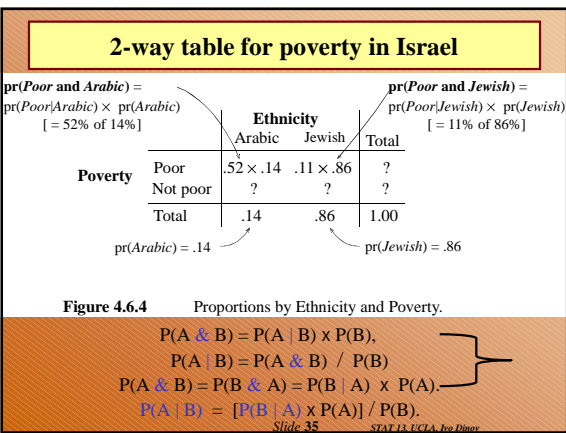 2-way table for poverty in Israel
pr(Poor and Arabic) =
pr(Poor|Arabic) × pr(Arabic)
[ = 52% of 14%]
pr(Poor and Jewish) =
pr(Poor|Jewish) × pr(Jewish)
[ = 11% of 86%]
Ethnicity
Arabic Jewish Total
Poverty
Poor .52 × .14 .11 × .86 ?
Not poor ? ? ?
Total .14 .86 1.00
pr(Arabic) = .14 pr(Jewish) = .86
Figure 4.6.4 Proportions by Ethnicity and Poverty.
P(A & B) = P(A | B) x P(B),
P(A | B) = P(A & B) / P(B)
P(A & B) = P(B & A) = P(B | A) x P(A).
P(A | B) = [P(B | A) x P(A)] / P(B).
Slide 35 STAT 13, UCLA, Ivo Dinov